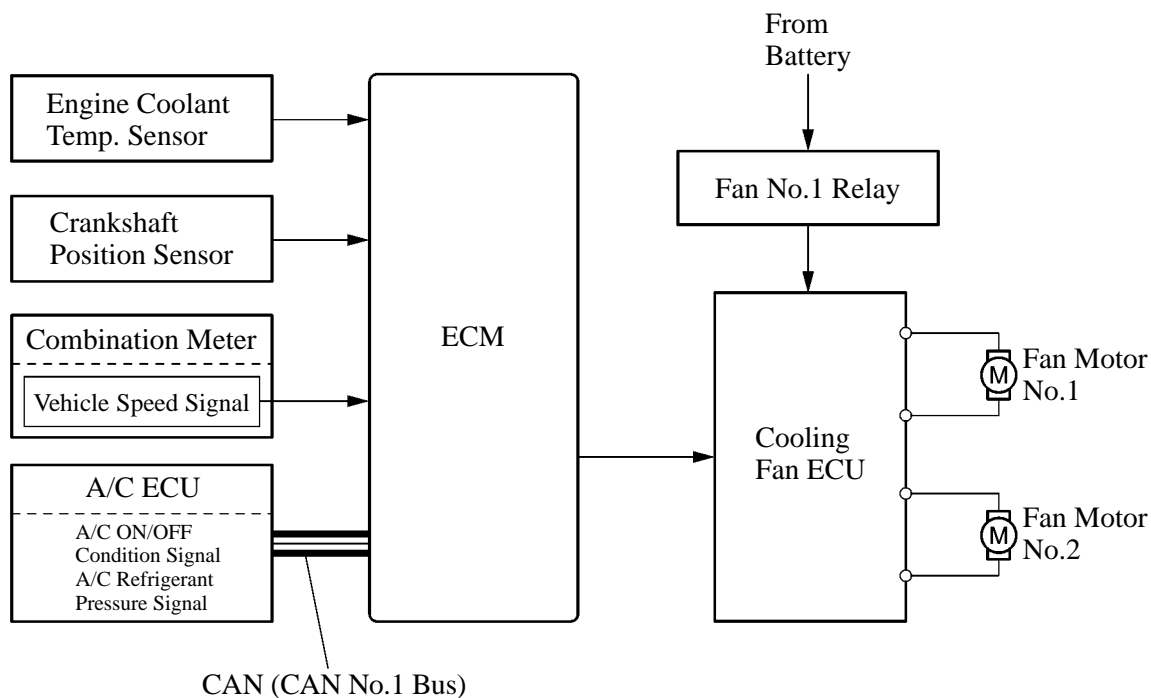 From
Battery
Engine Coolant
Temp. Sensor
Fan No.1 Relay
Crankshaft
Position Sensor
ECM
Combination Meter
Vehicle Speed Signal
Fan Motor
No.1
M
Cooling
Fan ECU
A/C ECU
A/C ON/OFF
Condition Signal
A/C Refrigerant
Pressure Signal
Fan Motor
No.2
M
CAN (CAN No.1 Bus)